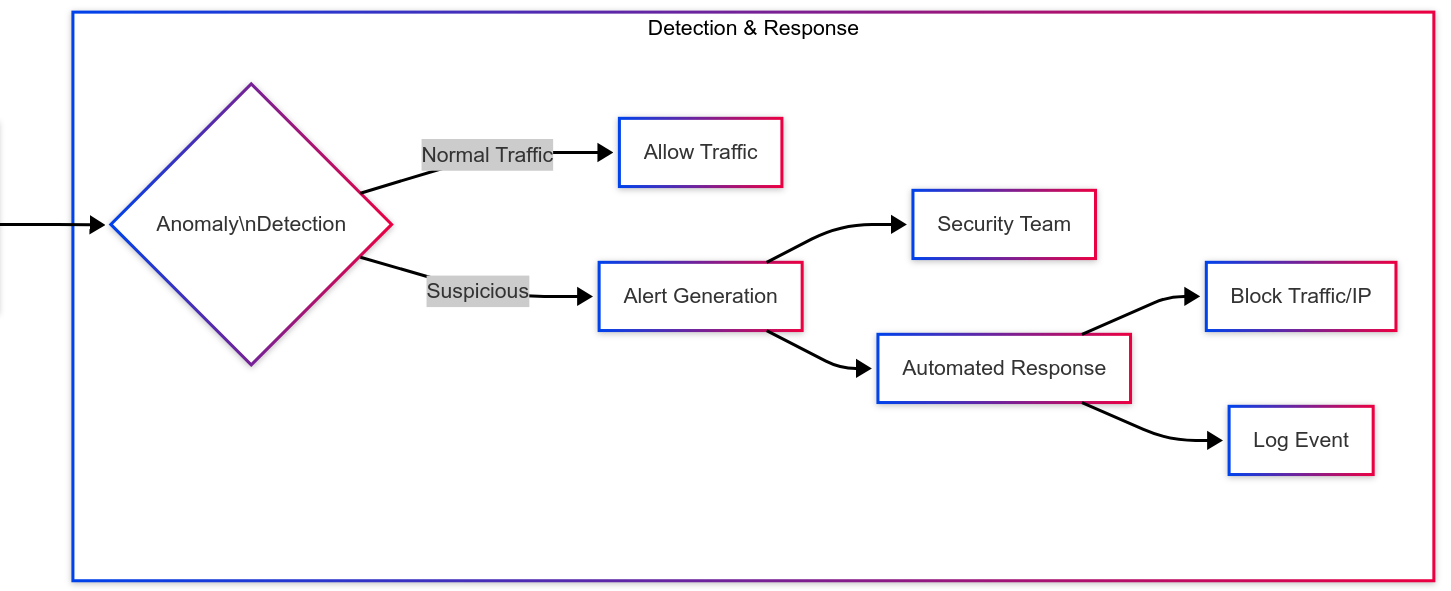 Detection & Response
Anomaly\nDetection
Normal Traffic
Allow Traffic
Suspicious
Alert Generation
Security Team
Automated Response
Block Traffic/IP
Log Event